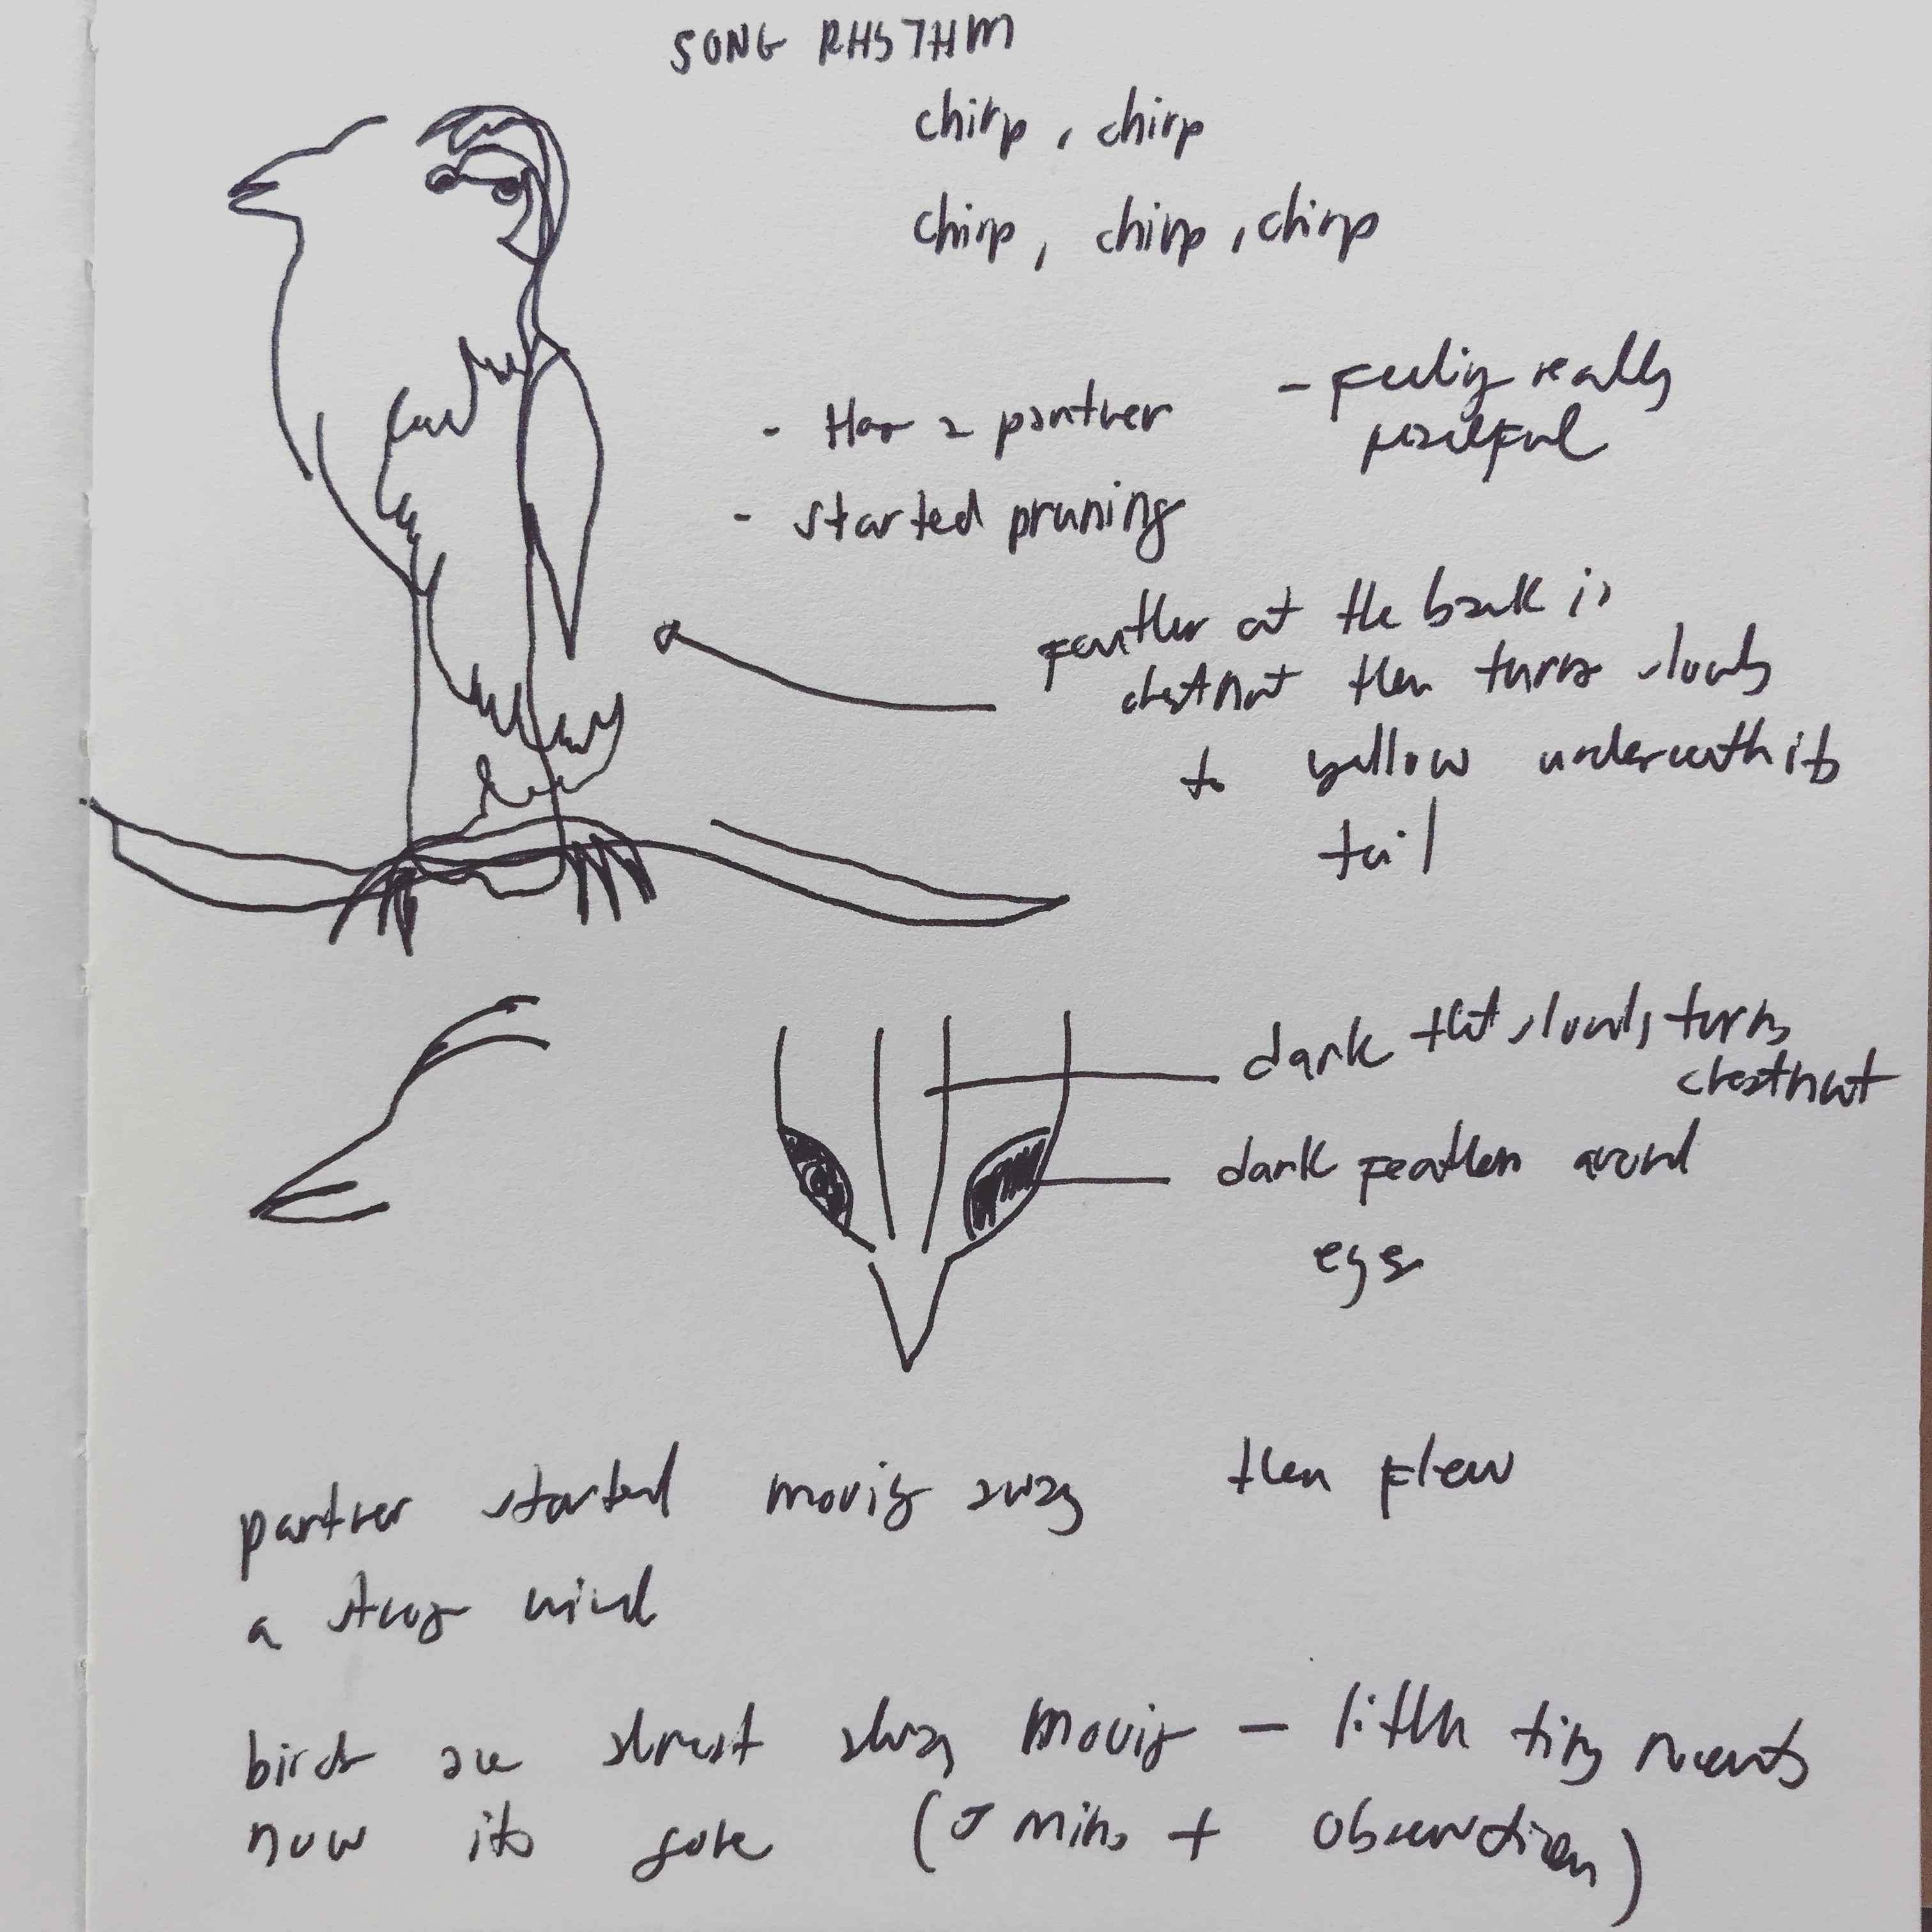 SONG RHYTHM
chirp, chirp
chirp, chirp, chirp
- Has a partner
- started pruning
- Feeling really
peaceful
Feather at the back is
chestnut then turns slowly
to yellow underneath its
tail
dark that slowly turns
chestnut
dark feathers around
eyes
partner started moving away then flew
a strong wind
birds are almost always moving - little tiny movements
now its gone (5 mins + observation)